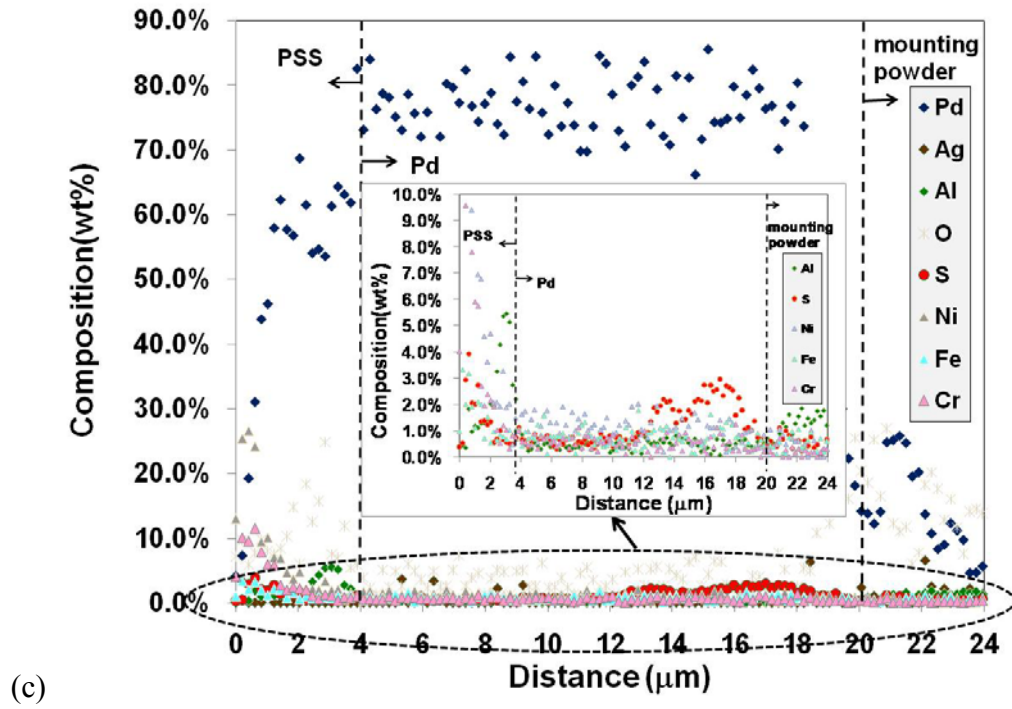 90.0%
80.0%
70.0%
60.0%
50.0%
40.0%
30.0%
20.0%
10.0%
0.0%
Composition(wt%)
PSS
Pd
mounting
powder
Pd
Ag
Al
O
S
Ni
Fe
Cr
10.0%
9.0%
8.0%
7.0%
6.0%
5.0%
4.0%
3.0%
2.0%
1.0%
0.0%
Composition(wt%)
PSS
Pd
mounting
powder
Al
S
Ni
Fe
Cr
0 2 4 6 8 10 12 14 16 18 20 22 24
Distance (μm)
0 2 4 6 8 10 12 14 16 18 20 22 24
Distance (μm)
(c)